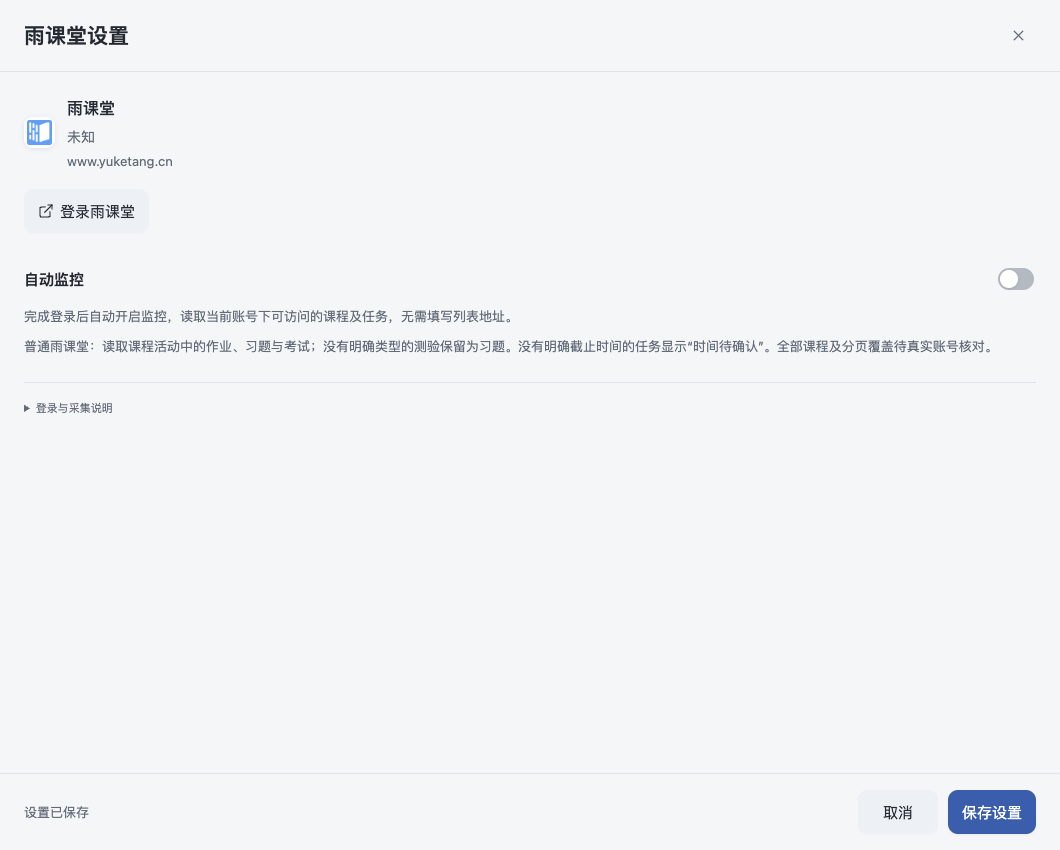 雨课堂设置
雨课堂
未知
www.yuketang.cn
登录雨课堂
自动监控
完成登录后自动开启监控，读取当前账号下可访问的课程及任务，无需填写列表地址。
普通雨课堂：读取课程活动中的作业、习题与考试；没有明确类型的测验保留为习题。没有明确截止时间的任务显示“时间待确认”。全部课程及分页覆盖待真实账号核对。
登录与采集说明
设置已保存
取消
保存设置